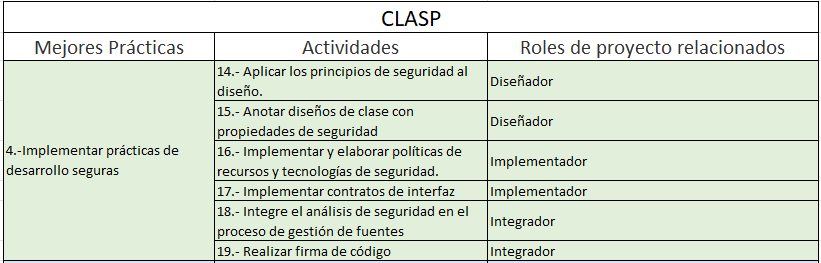 CLASP
Mejores Prácticas Actividades Roles de proyecto relacionados
4.-Implementar prácticas de
desarrollo seguras
14.- Aplicar los principios de seguridad al
diseño.
Diseñador
15.- Anotar diseños de clase con
propiedades de seguridad
Diseñador
16.- Implementar y elaborar políticas de
recursos y tecnologías de seguridad.
Implementador
17.- Implementar contratos de interfaz
Implementador
18.- Integre el análisis de seguridad en el
proceso de gestión de fuentes
Integrador
19.- Realizar firma de código
Integrador